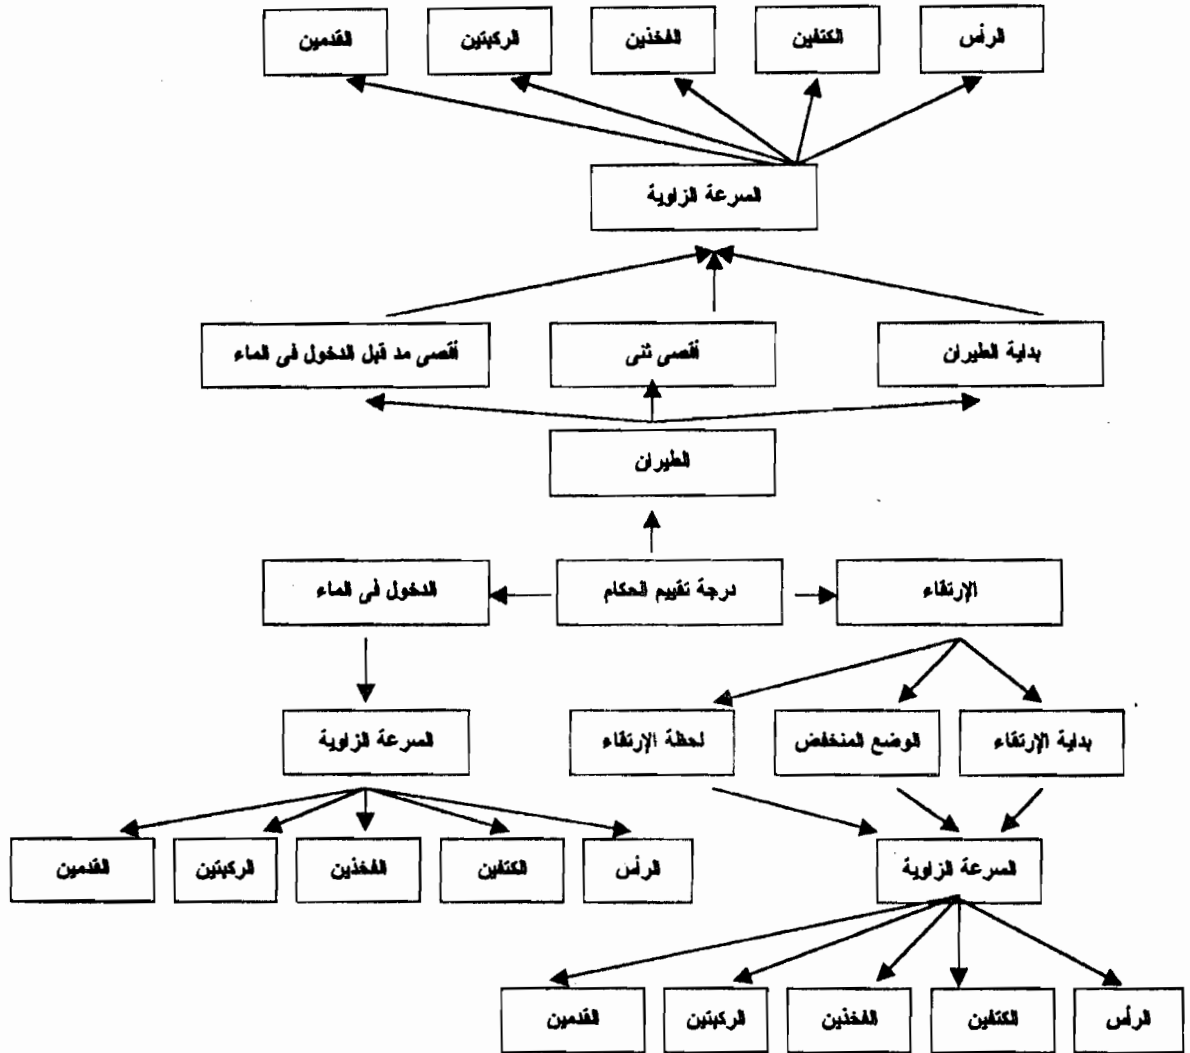 الرأس
الكتفين
الفخذين
الركبتين
القدمين
السرعة الزاوية
بداية الطيران
أقصى ثنى
أقصى مد قبل الدخول فى الماء
الطيران
الإرتقاء
درجة تقييم الحكام
الدخول فى الماء
بداية الإرتقاء
الوضع المنخفض
لحظة الإرتقاء
السرعة الزاوية
السرعة الزاوية
الرأس
الكتفين
الفخذين
الركبتين
القدمين
الرأس
الكتفين
الفخذين
الركبتين
القدمين